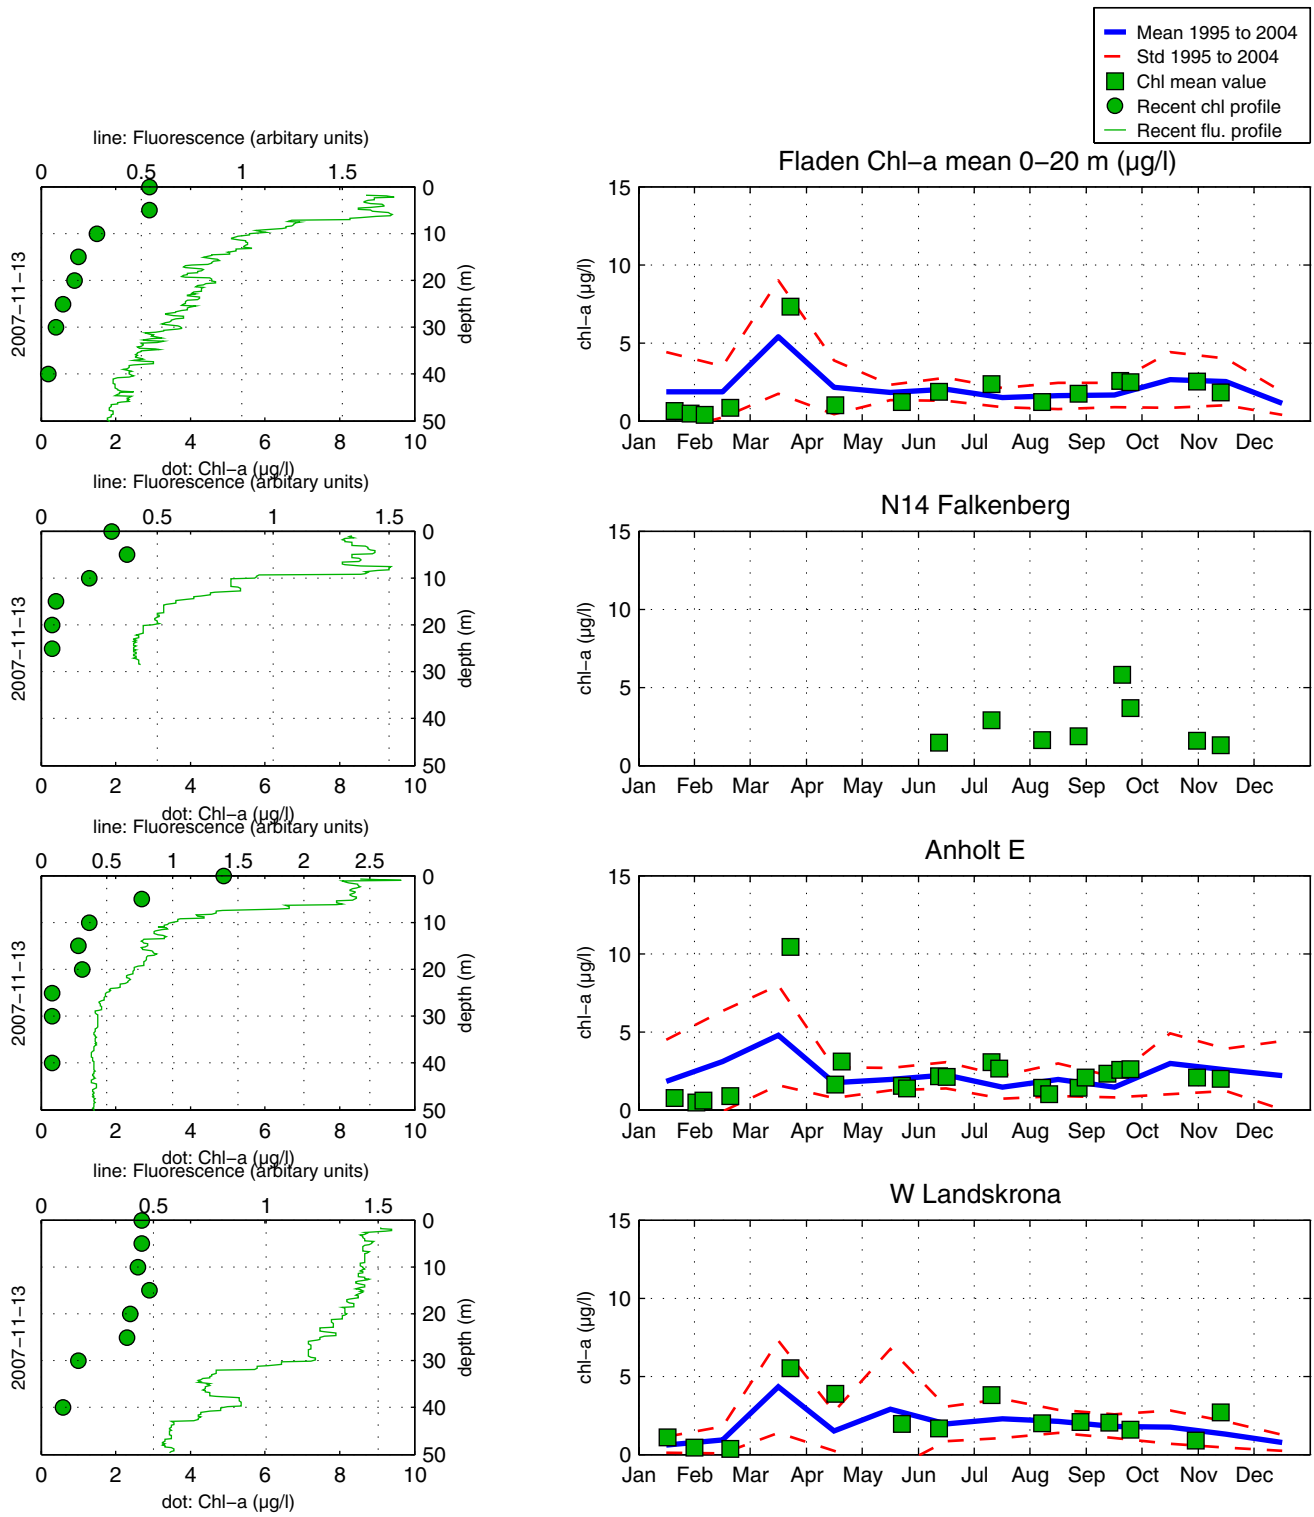 Mean 1995 to 2004
Std 1995 to 2004
Chl mean value
Recent chl profile
Recent flu. profile
line: Fluorescence (arbitary units)
0 0.5 1 1.5
0
10
20
30
40
50
depth (m)
2007−11−13
0 2 4 6 8 10
dot: Chl−a (µg/l)
Fladen Chl−a mean 0−20 m (µg/l)
15
10
5
0
chl−a (µg/l)
Jan Feb Mar Apr May Jun Jul Aug Sep Oct Nov Dec
line: Fluorescence (arbitary units)
0 0.5 1 1.5
0
10
20
30
40
50
depth (m)
2007−11−13
0 2 4 6 8 10
dot: Chl−a (µg/l)
N14 Falkenberg
15
10
5
0
chl−a (µg/l)
Jan Feb Mar Apr May Jun Jul Aug Sep Oct Nov Dec
line: Fluorescence (arbitary units)
0 0.5 1 1.5 2 2.5
0
10
20
30
40
50
depth (m)
2007−11−13
0 2 4 6 8 10
dot: Chl−a (µg/l)
Anholt E
15
10
5
0
chl−a (µg/l)
Jan Feb Mar Apr May Jun Jul Aug Sep Oct Nov Dec
line: Fluorescence (arbitary units)
0 0.5 1 1.5
0
10
20
30
40
50
depth (m)
2007−11−13
0 2 4 6 8 10
dot: Chl−a (µg/l)
W Landskrona
15
10
5
0
chl−a (µg/l)
Jan Feb Mar Apr May Jun Jul Aug Sep Oct Nov Dec